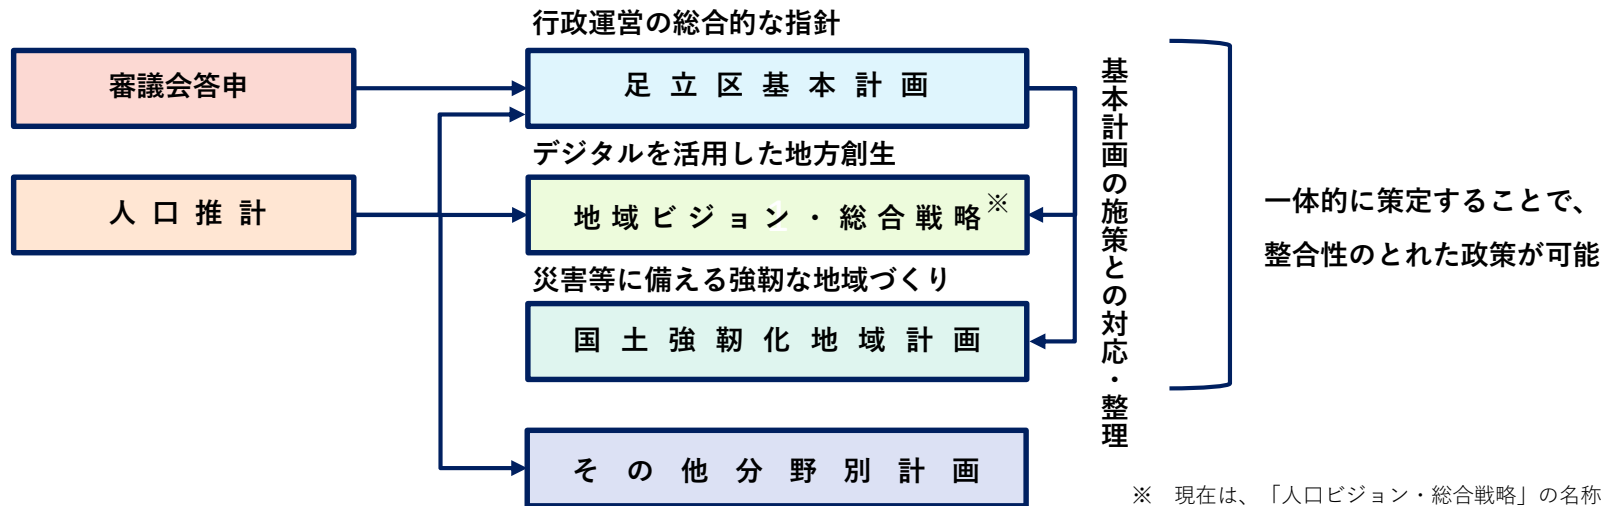 行政運営の総合的な指針
審議会答申
足立区基本計画
デジタルを活用した地方創生
人口推計
地域ビジョン・総合戦略※
災害等に備える強靭な地域づくり
国土強靭化地域計画
その他分野別計画
基本計画の施策との対応・整理
一体的に策定することで、
整合性のとれた政策が可能
※ 現在は、「人口ビジョン・総合戦略」の名称